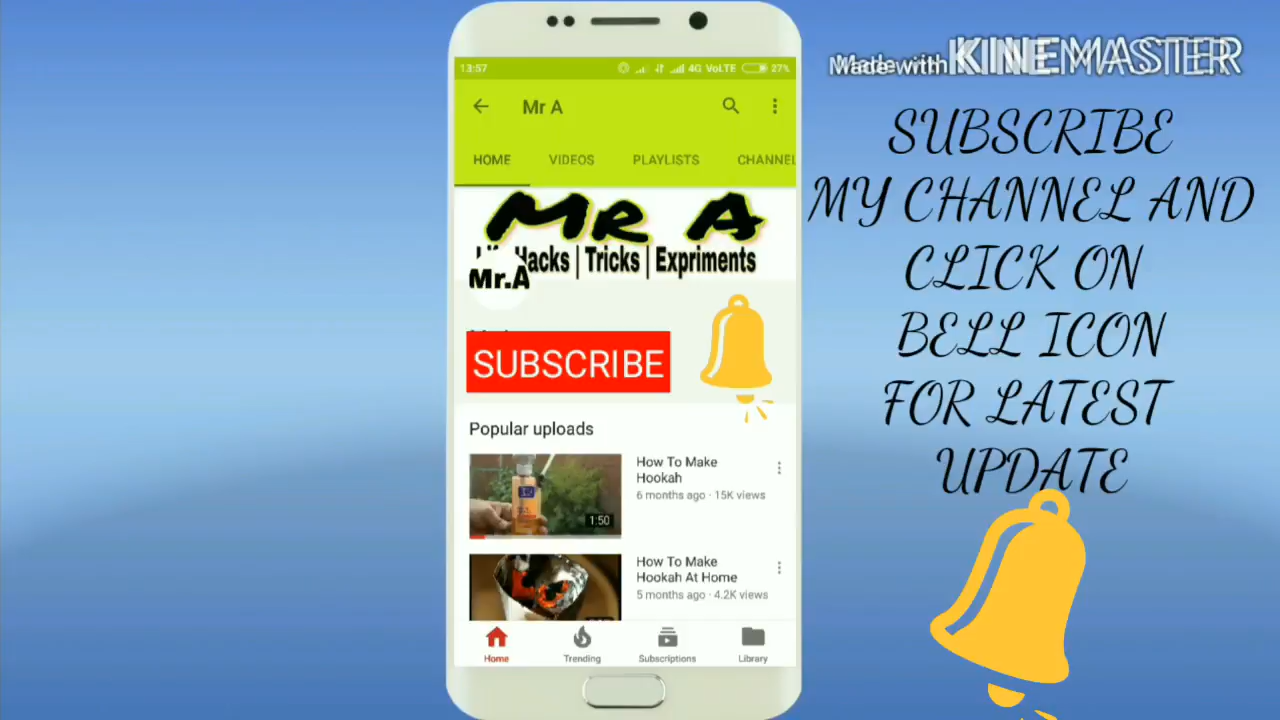 13:57
4G VoLTE 27%
Mr A
HOME VIDEOS PLAYLISTS CHANNEL
Mr A
Hacks | Tricks | Expriments
Mr.A
SUBSCRIBE
Popular uploads
How To Make
Hookah
6 months ago · 15K views
1:50
How To Make
Hookah At Home
5 months ago · 4.2K views
Home Trending Subscriptions Library
Made with KINEMASTER
SUBSCRIBE
MY CHANNEL AND
CLICK ON
BELL ICON
FOR LATEST
UPDATE